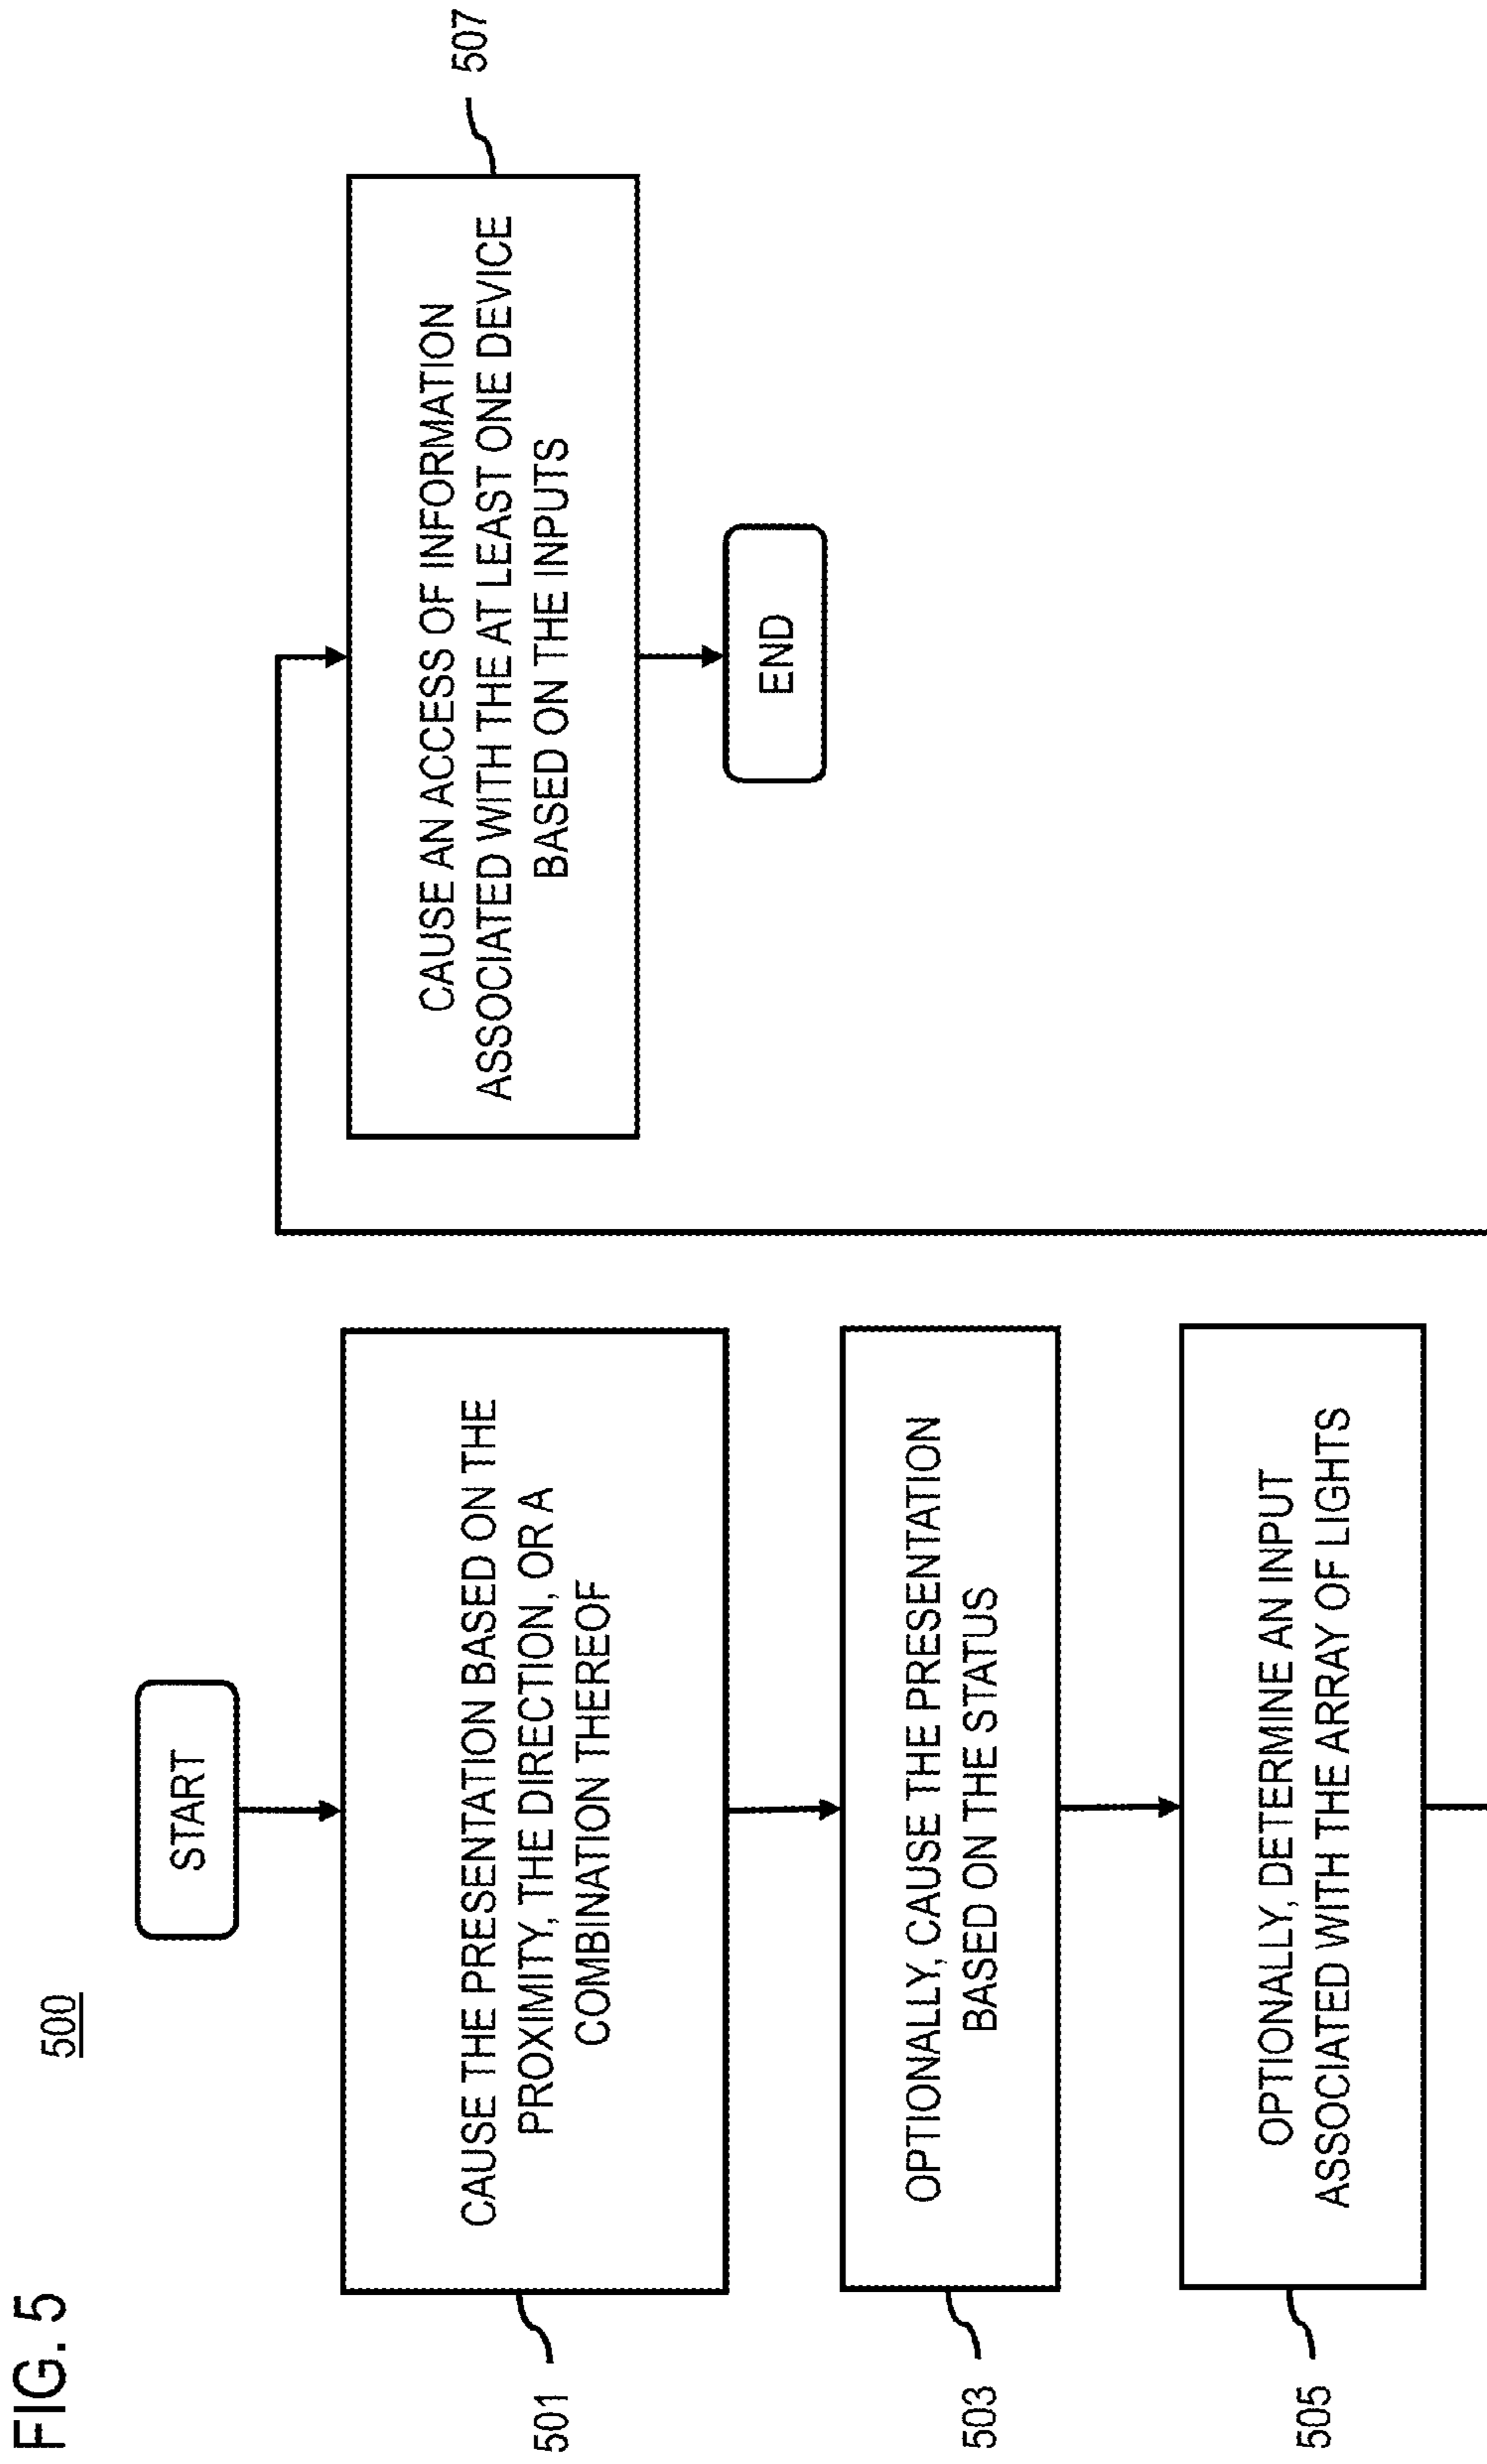 FIG. 5
500
START
CAUSE THE PRESENTATION BASED ON THE
PROXIMITY, THE DIRECTION, OR A
COMBINATION THEREOF
501
OPTIONALLY, CAUSE THE PRESENTATION
BASED ON THE STATUS
503
OPTIONALLY, DETERMINE AN INPUT
ASSOCIATED WITH THE ARRAY OF LIGHTS
505
CAUSE AN ACCESS OF INFORMATION
ASSOCIATED WITH THE AT LEAST ONE DEVICE
BASED ON THE INPUTS
507
END